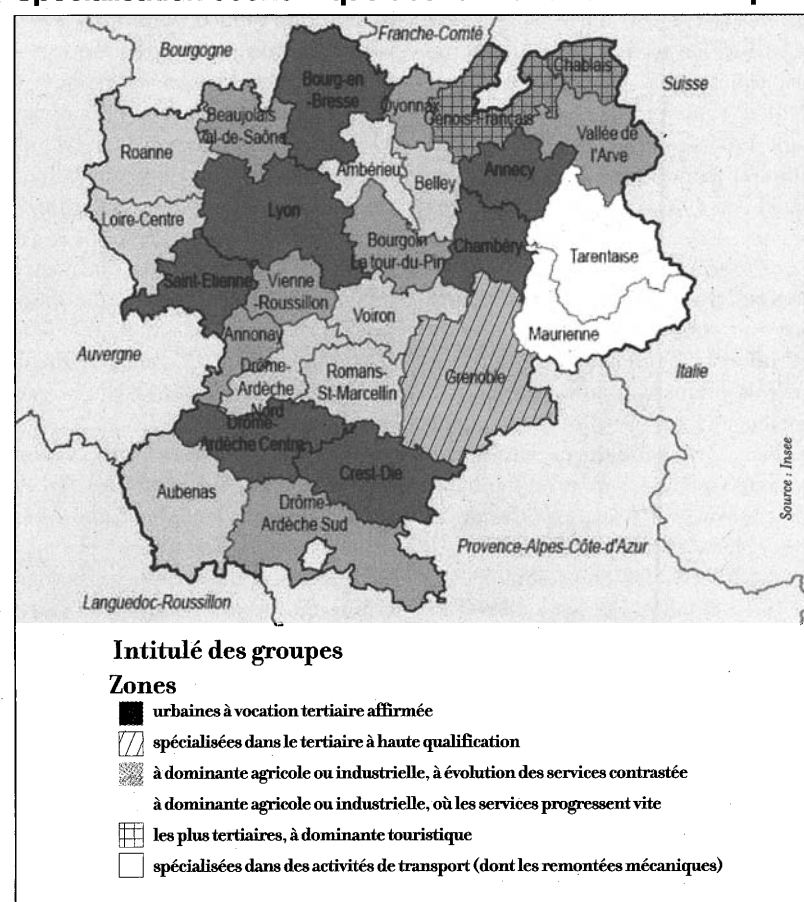 Franche-Comté
Bourgogne
Suisse
Bourg-en
-Bresse
Oyonnax
Chablais
Genois-Français
Beaujolais
Val-de-Saône
Vallée de
l'Arve
Roanne
Ambérieu
Belley
Annecy
Loire-Centre
Lyon
Bourgoin
La tour-du-Pin
Chambéry
Tarentaise
Saint-Etienne
Vienne
-Roussillon
Voiron
Maurienne
Auvergne
Annonay
Drôme-
Ardèche
Nord
Romans-
St-Marcellin
Grenoble
Italie
Drôme-
Ardèche Centre
Crest-Die
Aubenas
Drôme-
Ardèche Sud
Source : Insee
Provence-Alpes-Côte-d'Azur
Languedoc-Roussillon
Intitulé des groupes
Zones
urbaines à vocation tertiaire affirmée
spécialisées dans le tertiaire à haute qualification
à dominante agricole ou industrielle, à évolution des services contrastée
à dominante agricole ou industrielle, où les services progressent vite
les plus tertiaires, à dominante touristique
spécialisées dans des activités de transport (dont les remontées mécaniques)